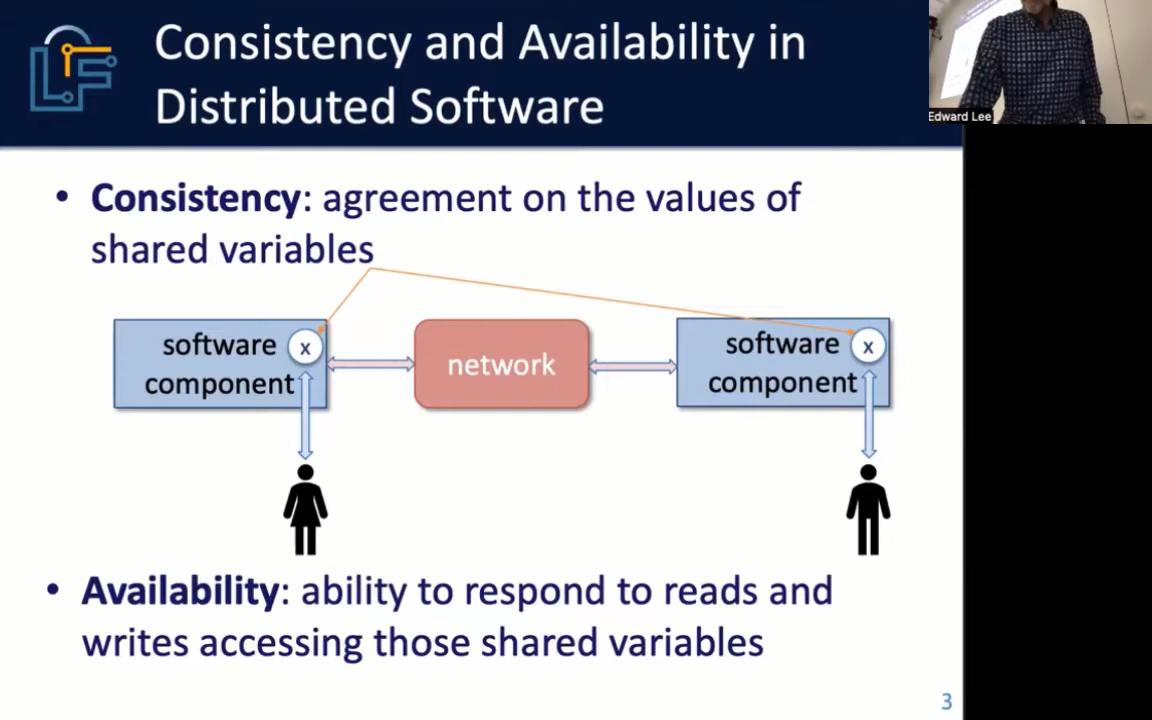 Consistency and Availability in
Distributed Software
Edward Lee
• Consistency: agreement on the values of
shared variables
software
component
x
network
software
component
x
• Availability: ability to respond to reads and
writes accessing those shared variables
3